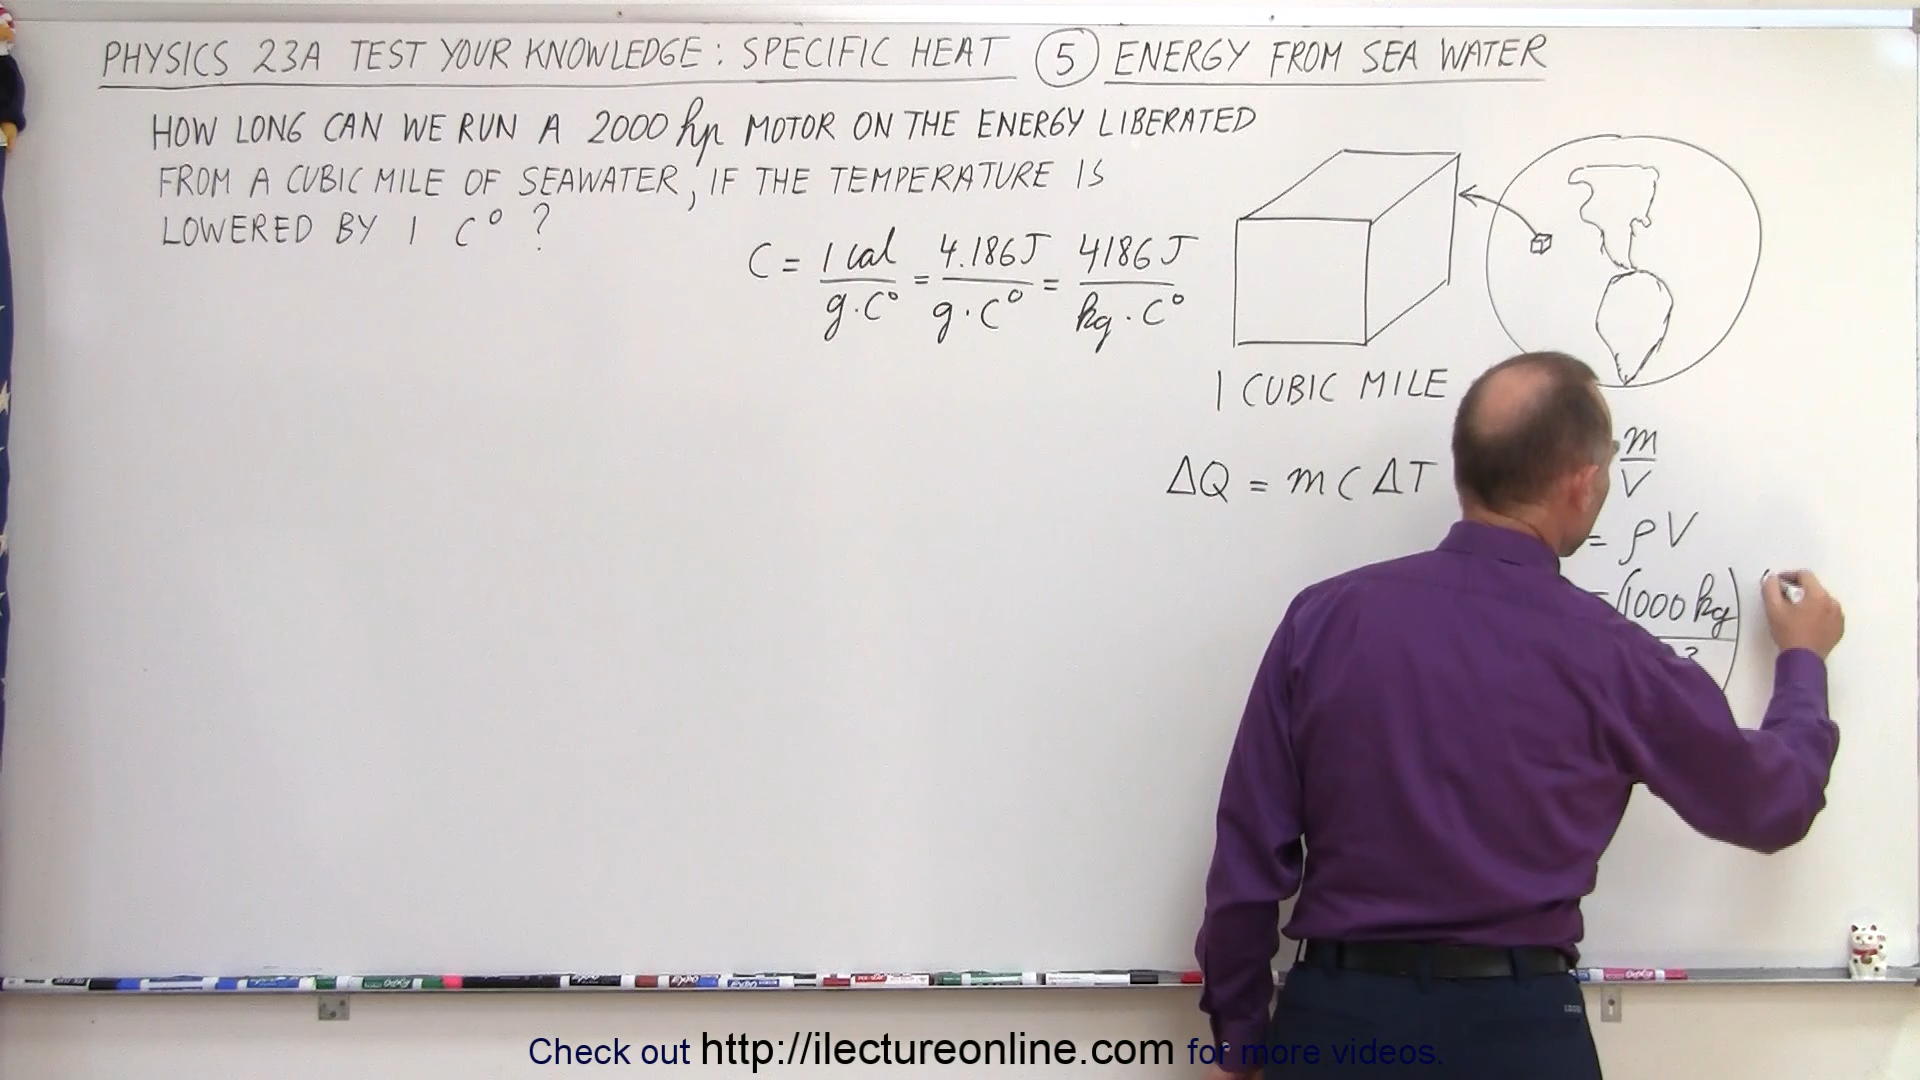 PHYSICS 23A TEST YOUR KNOWLEDGE: SPECIFIC HEAT 5 ENERGY FROM SEA WATER
HOW LONG CAN WE RUN A 2000 hp MOTOR ON THE ENERGY LIBERATED
FROM A CUBIC MILE OF SEAWATER, IF THE TEMPERATURE IS
LOWERED BY 1 C° ?
C = 1 cal / g·C° = 4.186 J / g·C° = 4186 J / kg·C°
1 CUBIC MILE
m / V
ΔQ = m C ΔT
= ρ V
= (1000 kg)
Check out http://ilectureonline.com for more videos.